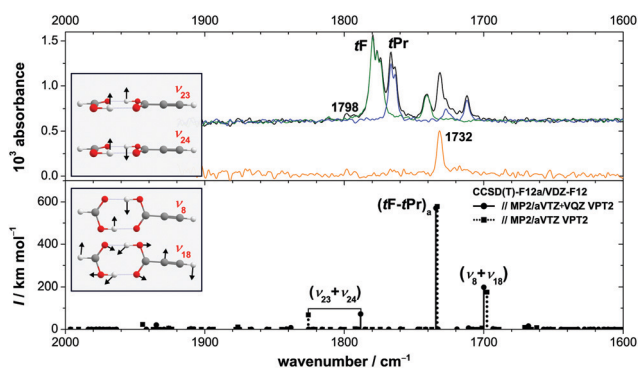 2000 1900 1800 1700 1600
1.5
1.0
0.5
0.0
10³ absorbance
tF tPr
1798
1732
ν₂₃
ν₂₄
ν₈
ν₁₈
600
400
200
0
I / km mol⁻¹
CCSD(T)-F12a/VDZ-F12
// MP2/aVTZ+VQZ VPT2
// MP2/aVTZ VPT2
(tF-tPr)ₐ
(ν₂₃+ν₂₄)
(ν₈+ν₁₈)
2000 1900 1800 1700 1600
wavenumber / cm⁻¹